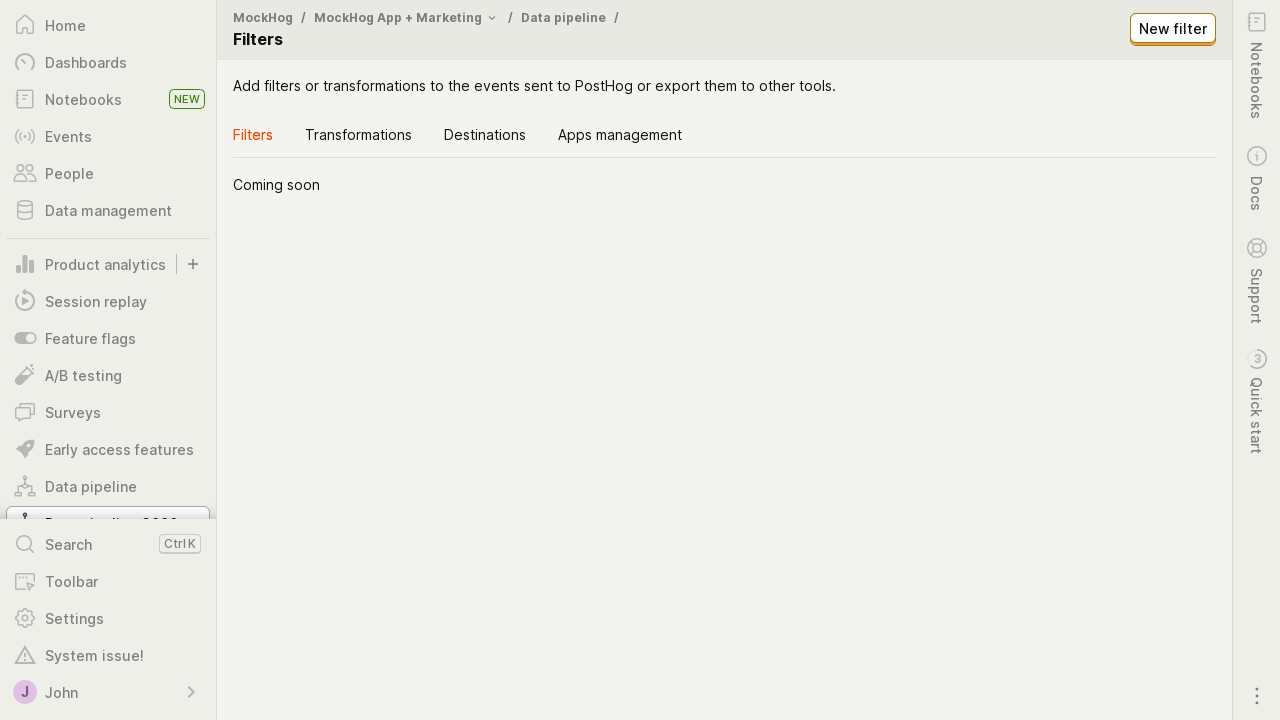 Home
Dashboards
Notebooks NEW
Events
People
Data management
Product analytics
Session replay
Feature flags
A/B testing
Surveys
Early access features
Data pipeline
Search Ctrl K
Toolbar
Settings
System issue!
J John
MockHog / MockHog App + Marketing / Data pipeline /
Filters
New filter
Add filters or transformations to the events sent to PostHog or export them to other tools.
Filters Transformations Destinations Apps management
Coming soon
Notebooks
Docs
Support
3
Quick start